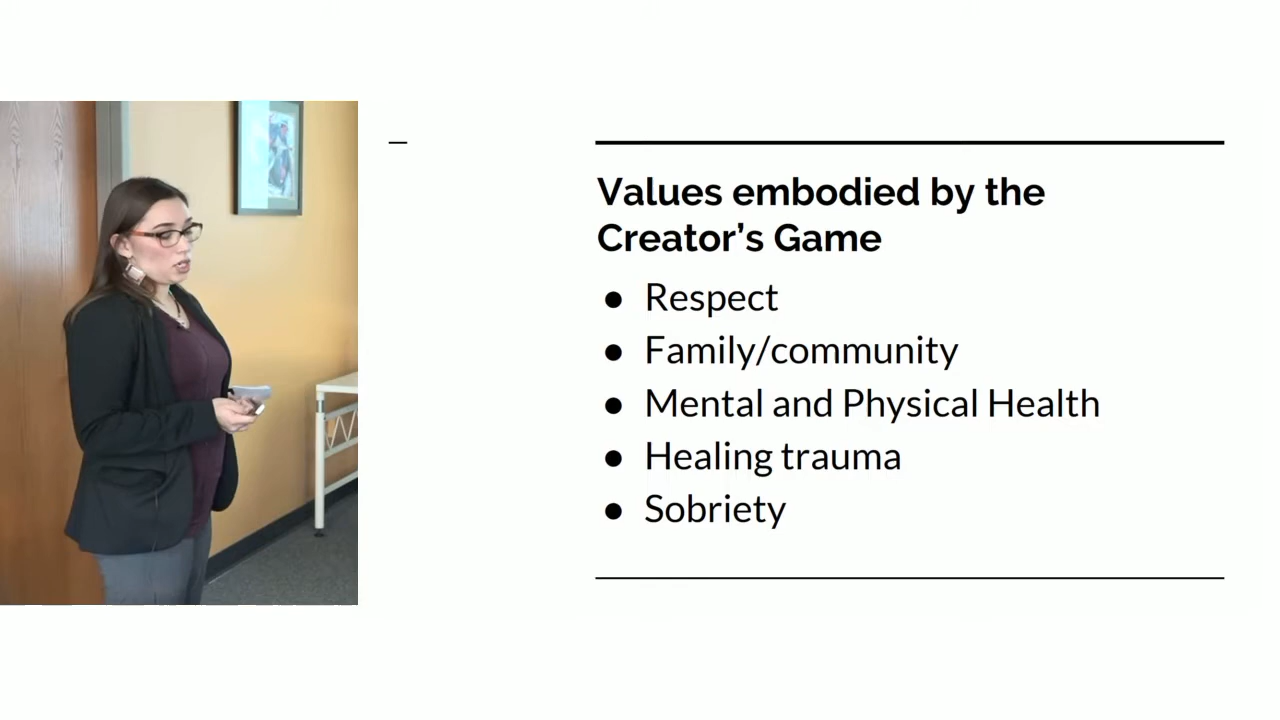 Values embodied by the
Creator’s Game
● Respect
● Family/community
● Mental and Physical Health
● Healing trauma
● Sobriety